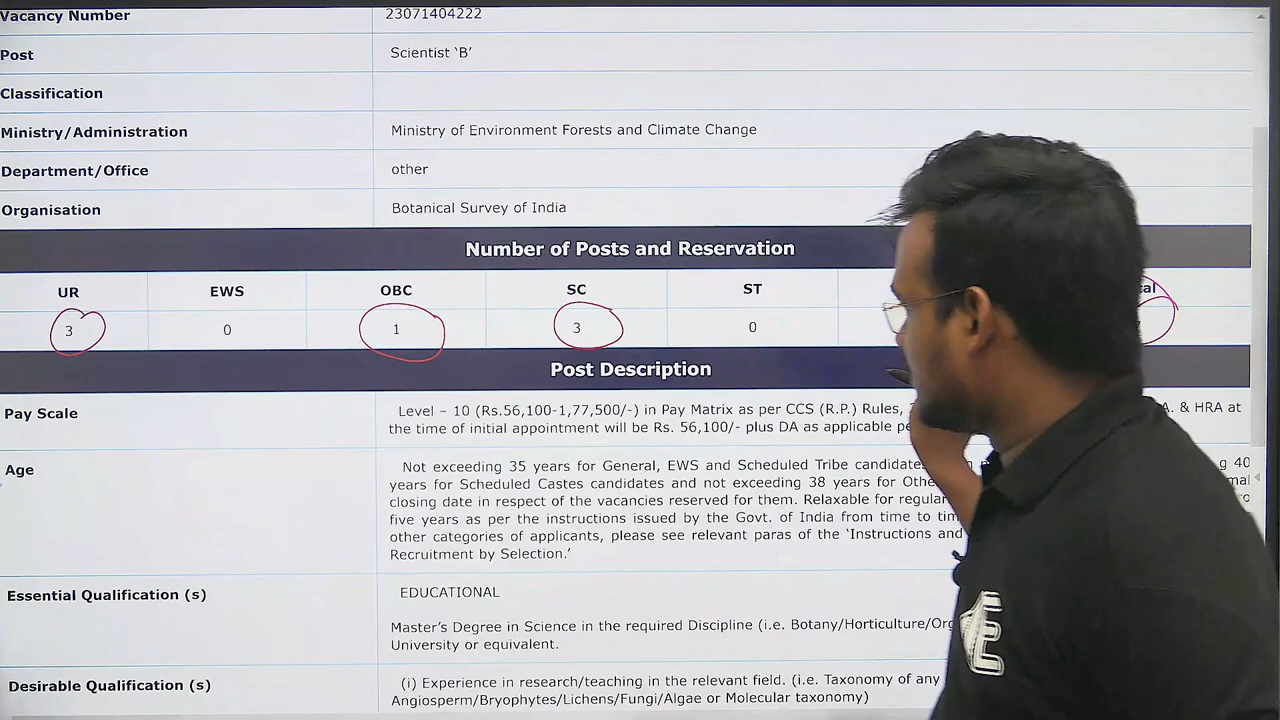 Vacancy Number 23071404222
Post Scientist ‘B’
Classification
Ministry/Administration Ministry of Environment Forests and Climate Change
Department/Office other
Organisation Botanical Survey of India
Number of Posts and Reservation
UR EWS OBC SC ST
3 0 1 3 0
Post Description
Pay Scale Level – 10 (Rs.56,100-1,77,500/-) in Pay Matrix as per CCS (R.P.) Rules, & HRA at
the time of initial appointment will be Rs. 56,100/- plus DA as applicable
Age Not exceeding 35 years for General, EWS and Scheduled Tribe 40
years for Scheduled Castes candidates and not exceeding 38 years for
closing date in respect of the vacancies reserved for them. Relaxable for
five years as per the instructions issued by the Govt. of India from time to
other categories of applicants, please see relevant paras of the ‘Instructions and
Recruitment by Selection.’
Essential Qualification (s) EDUCATIONAL
Master’s Degree in Science in the required Discipline (i.e. Botany/Horticulture/
University or equivalent.
Desirable Qualification (s) (i) Experience in research/teaching in the relevant field. (i.e. Taxonomy of any
Angiosperm/Bryophytes/Lichens/Fungi/Algae or Molecular taxonomy)